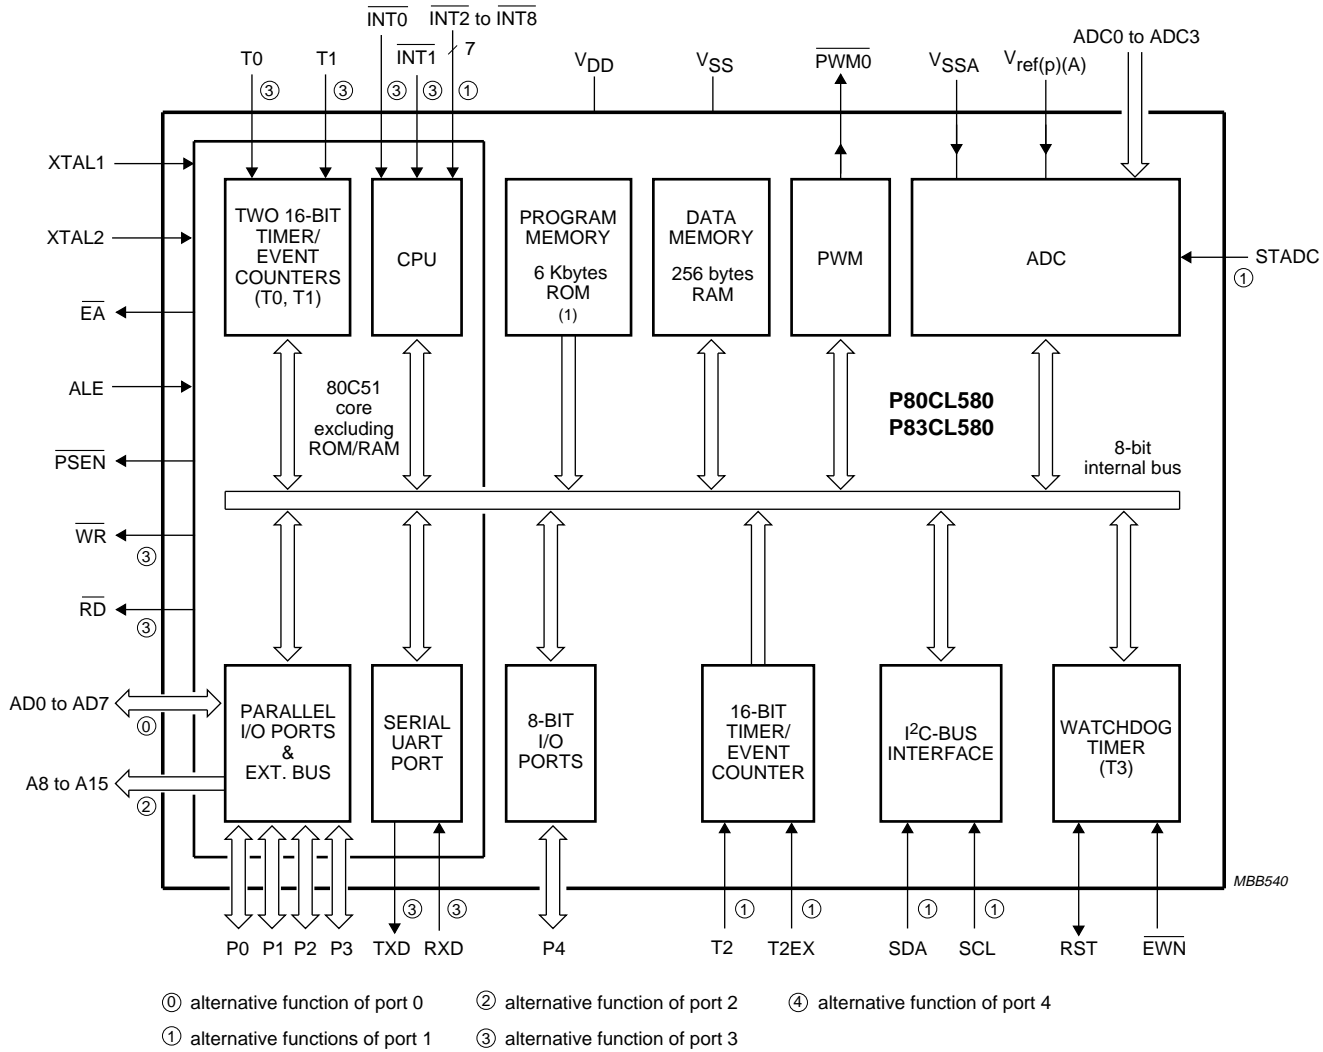 INT0 INT2 to INT8
T0 T1 INT1 7 VDD VSS PWM0 VSSA Vref(p)(A) ADC0 to ADC3
3 3 3 3 1
XTAL1
XTAL2
EA
ALE
PSEN
WR
3
RD
3
AD0 to AD7
0
A8 to A15
2
TWO 16-BIT
TIMER/
EVENT
COUNTERS
(T0, T1)
CPU
PROGRAM
MEMORY
6 Kbytes
ROM
(1)
DATA
MEMORY
256 bytes
RAM
PWM
ADC
STADC
1
80C51
core
excluding
ROM/RAM
P80CL580
P83CL580
8-bit
internal bus
PARALLEL
I/O PORTS
&
EXT. BUS
SERIAL
UART
PORT
8-BIT
I/O
PORTS
16-BIT
TIMER/
EVENT
COUNTER
I2C-BUS
INTERFACE
WATCHDOG
TIMER
(T3)
MBB540
3 3 1 1 1 1
P0 P1 P2 P3 TXD RXD P4 T2 T2EX SDA SCL RST EWN
0 alternative function of port 0 2 alternative function of port 2 4 alternative function of port 4
1 alternative functions of port 1 3 alternative function of port 3